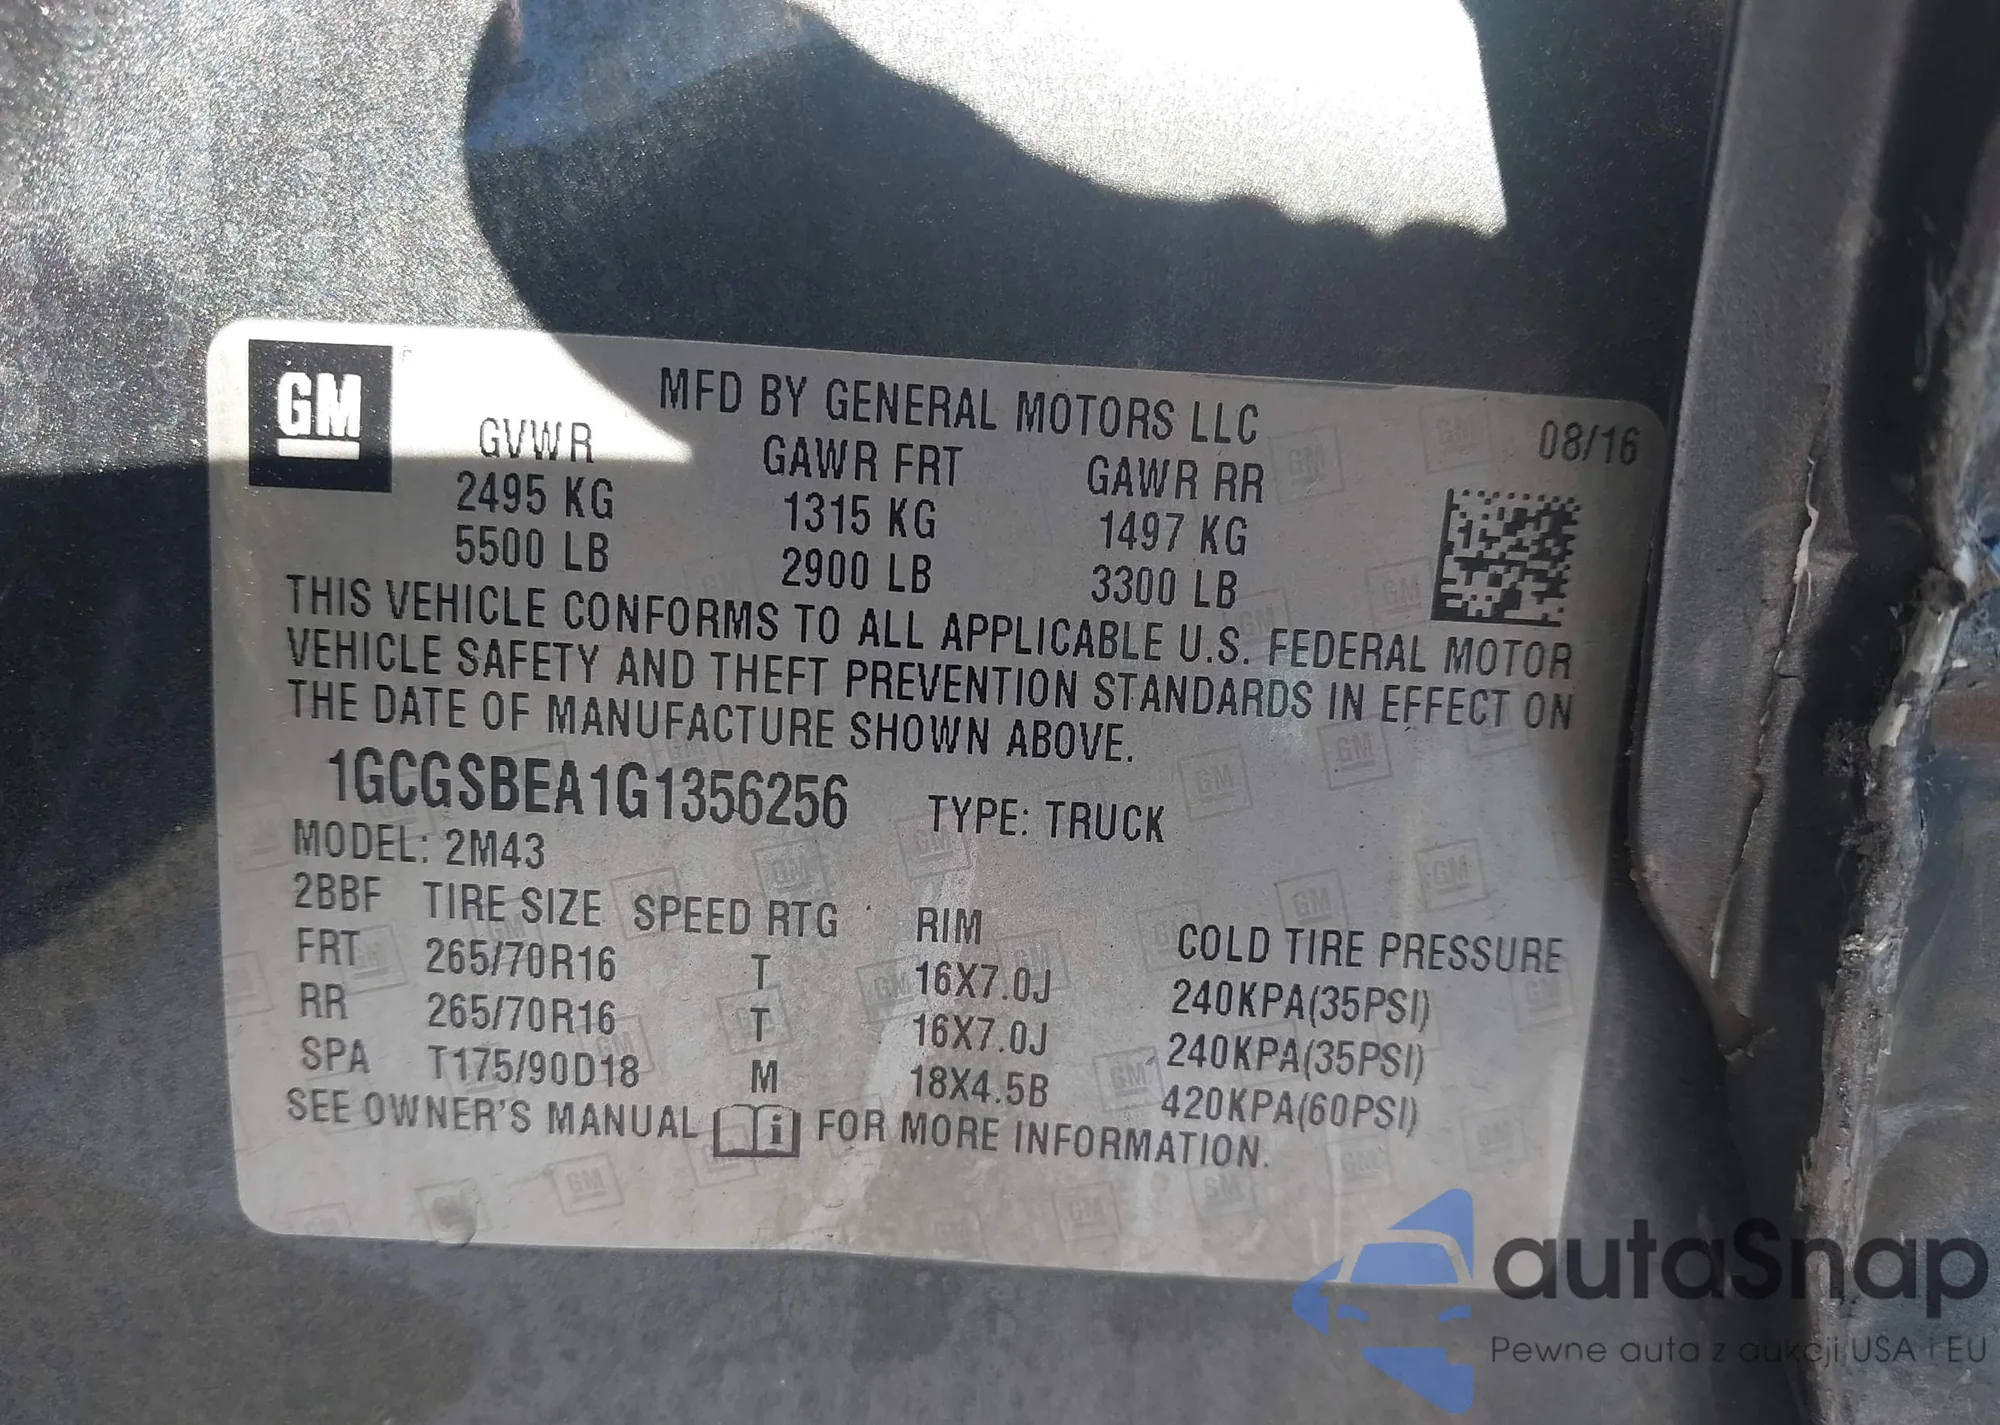 GM
MFD BY GENERAL MOTORS LLC
08/16
GVWR GAWR FRT GAWR RR
2495 KG 1315 KG 1497 KG
5500 LB 2900 LB 3300 LB
THIS VEHICLE CONFORMS TO ALL APPLICABLE U.S. FEDERAL MOTOR
VEHICLE SAFETY AND THEFT PREVENTION STANDARDS IN EFFECT ON
THE DATE OF MANUFACTURE SHOWN ABOVE.
1GCGSBEA1G1356256 TYPE: TRUCK
MODEL: 2M43
2BBF TIRE SIZE SPEED RTG RIM COLD TIRE PRESSURE
FRT 265/70R16 T 16X7.0J 240KPA(35PSI)
RR 265/70R16 T 16X7.0J 240KPA(35PSI)
SPA T175/90D18 M 18X4.5B 420KPA(60PSI)
SEE OWNER'S MANUAL i FOR MORE INFORMATION.
autaSnap
Pewne auta z aukcji USA i EU